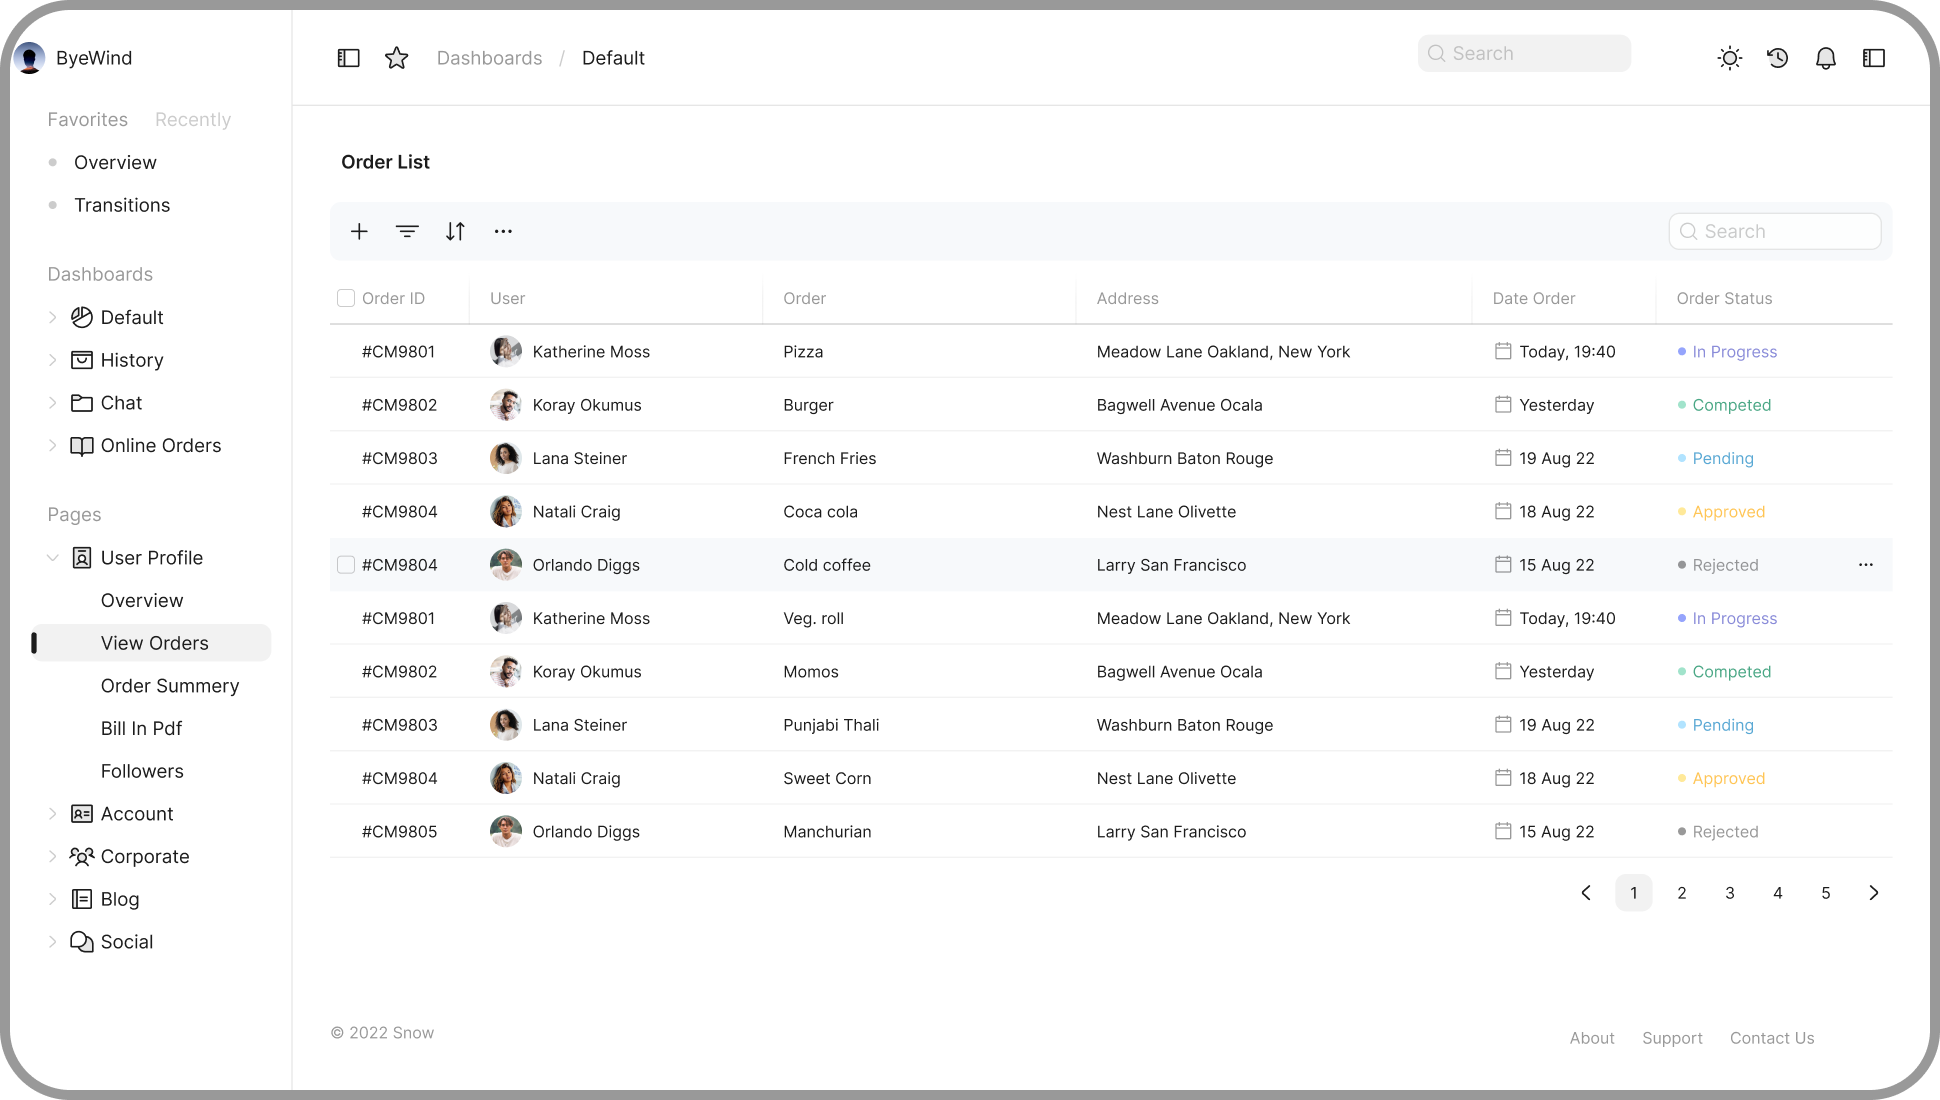 ByeWind
Favorites Recently
Overview
Transitions
Dashboards
Default
History
Chat
Online Orders
Pages
User Profile
Overview
View Orders
Order Summery
Bill In Pdf
Followers
Account
Corporate
Blog
Social
Dashboards / Default
Search
Order List
Search
Order ID User Order Address Date Order Order Status
#CM9801 Katherine Moss Pizza Meadow Lane Oakland, New York Today, 19:40 In Progress
#CM9802 Koray Okumus Burger Bagwell Avenue Ocala Yesterday Competed
#CM9803 Lana Steiner French Fries Washburn Baton Rouge 19 Aug 22 Pending
#CM9804 Natali Craig Coca cola Nest Lane Olivette 18 Aug 22 Approved
#CM9804 Orlando Diggs Cold coffee Larry San Francisco 15 Aug 22 Rejected
#CM9801 Katherine Moss Veg. roll Meadow Lane Oakland, New York Today, 19:40 In Progress
#CM9802 Koray Okumus Momos Bagwell Avenue Ocala Yesterday Competed
#CM9803 Lana Steiner Punjabi Thali Washburn Baton Rouge 19 Aug 22 Pending
#CM9804 Natali Craig Sweet Corn Nest Lane Olivette 18 Aug 22 Approved
#CM9805 Orlando Diggs Manchurian Larry San Francisco 15 Aug 22 Rejected
1 2 3 4 5
© 2022 Snow
About Support Contact Us